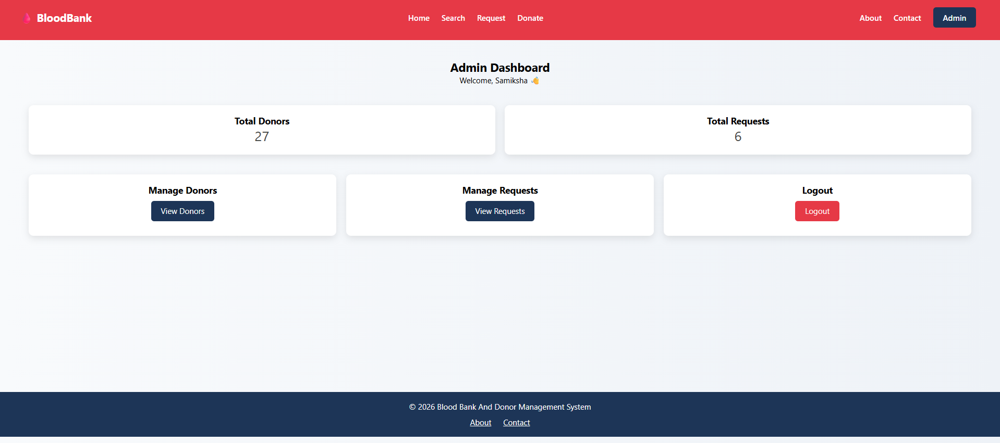 🩸 BloodBank Home Search Request Donate About Contact Admin
Admin Dashboard
Welcome, Samiksha 👋
Total Donors
27
Total Requests
6
Manage Donors
View Donors
Manage Requests
View Requests
Logout
Logout
© 2026 Blood Bank And Donor Management System
About Contact